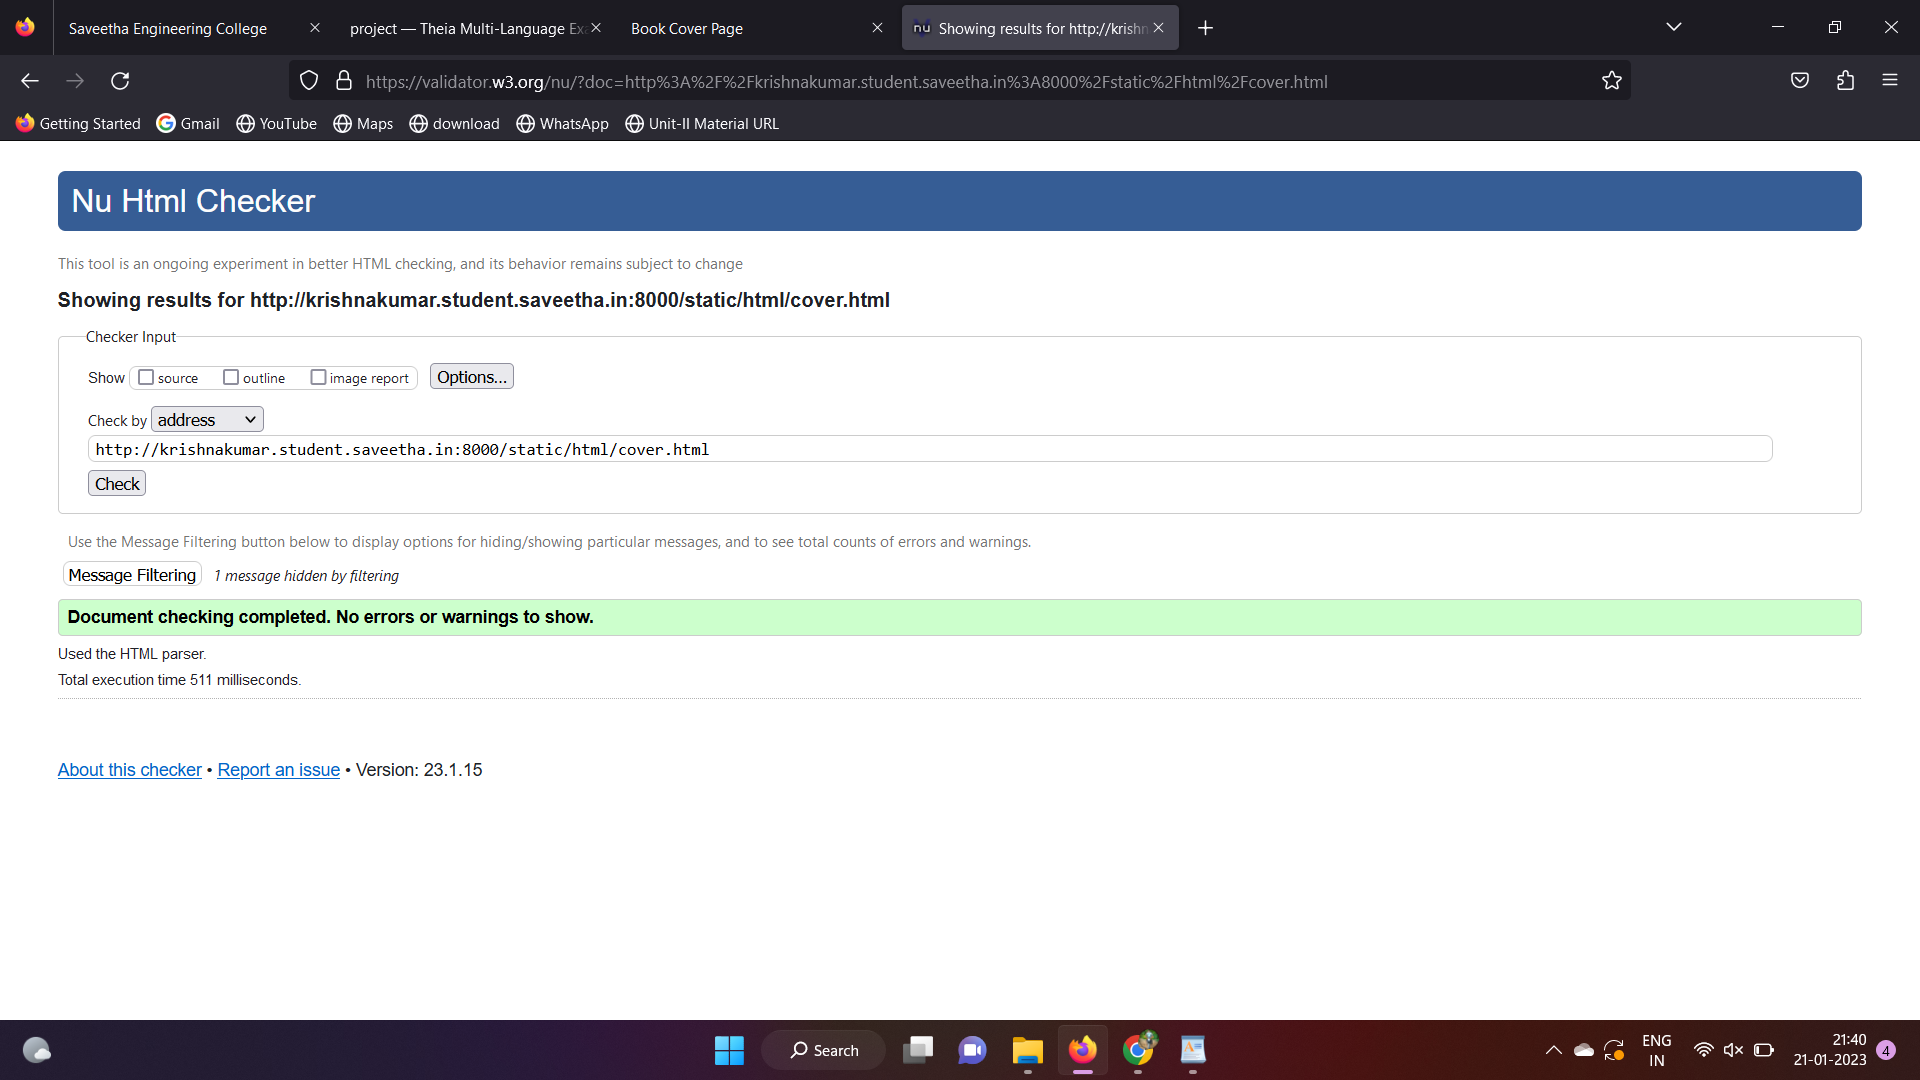 Saveetha Engineering College
project — Theia Multi-Language Ex
Book Cover Page
nu Showing results for http://krishn
https://validator.w3.org/nu/?doc=http%3A%2F%2Fkrishnakumar.student.saveetha.in%3A8000%2Fstatic%2Fhtml%2Fcover.html
Getting Started Gmail YouTube Maps download WhatsApp Unit-II Material URL
Nu Html Checker
This tool is an ongoing experiment in better HTML checking, and its behavior remains subject to change
Showing results for http://krishnakumar.student.saveetha.in:8000/static/html/cover.html
Checker Input
Show source outline image report Options...
Check by address
http://krishnakumar.student.saveetha.in:8000/static/html/cover.html
Check
Use the Message Filtering button below to display options for hiding/showing particular messages, and to see total counts of errors and warnings.
Message Filtering 1 message hidden by filtering
Document checking completed. No errors or warnings to show.
Used the HTML parser.
Total execution time 511 milliseconds.
About this checker • Report an issue • Version: 23.1.15
Search
ENG
IN
21:40
21-01-2023
4